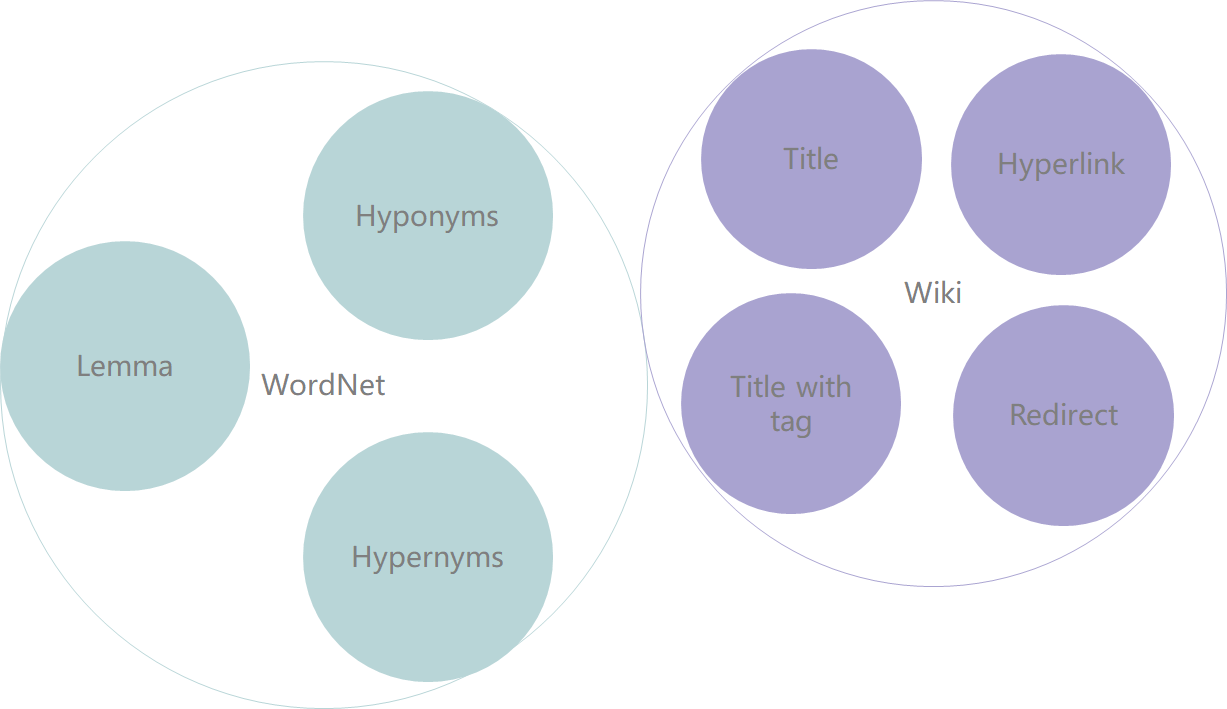 Hyponyms
Lemma
WordNet
Hypernyms
Title
Hyperlink
Wiki
Title with
tag
Redirect